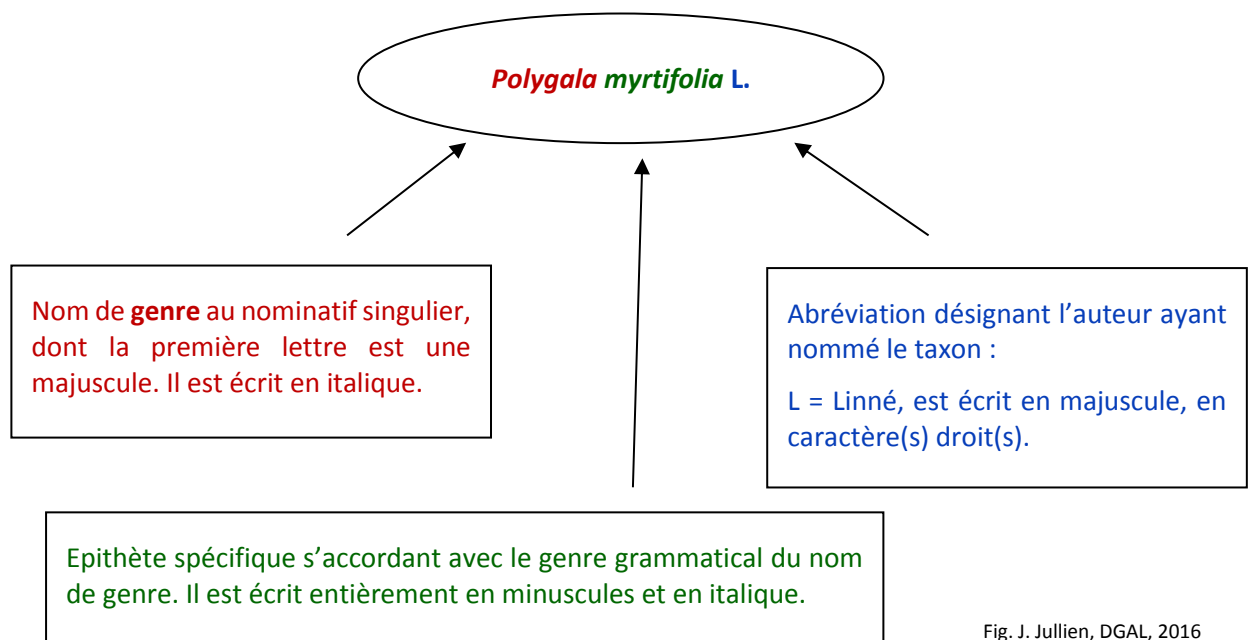 Polygala myrtifolia L.
Nom de genre au nominatif singulier,
dont la première lettre est une
majuscule. Il est écrit en italique.
Abréviation désignant l’auteur ayant
nommé le taxon :
L = Linné, est écrit en majuscule, en
caractère(s) droit(s).
Epithète spécifique s’accordant avec le genre grammatical du nom
de genre. Il est écrit entièrement en minuscules et en italique.
Fig. J. Jullien, DGAL, 2016